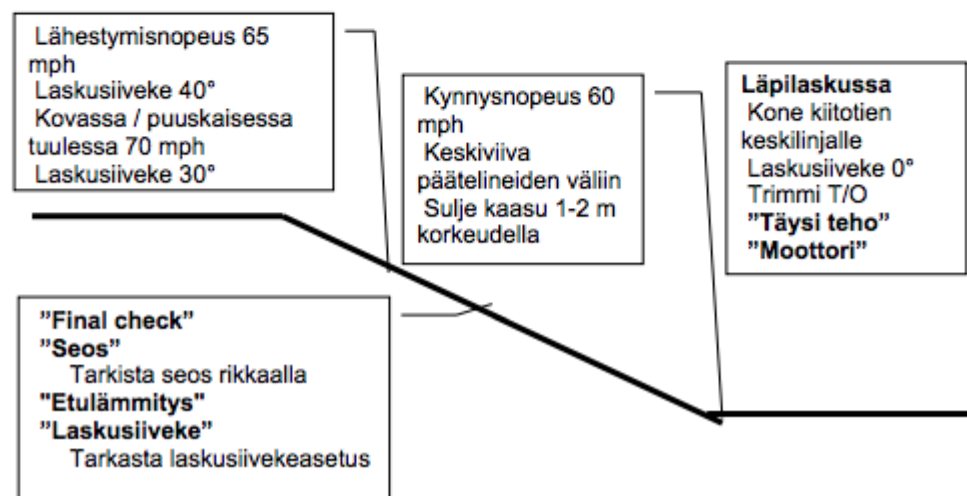 Lähestymisnopeus 65
mph
Laskusiiveke 40°
Kovassa / puuskaisessa
tuulessa 70 mph
Laskusiiveke 30°
Kynnysnopeus 60
mph
Keskiviiva
päätelineiden väliin
Sulje kaasu 1-2 m
korkeudella
Läpilaskussa
Kone kiitotien
keskilinjalle
Laskusiiveke 0°
Trimmi T/O
”Täysi teho”
”Moottori”
”Final check”
”Seos”
Tarkista seos rikkaalla
"Etulämmitys"
”Laskusiiveke”
Tarkasta laskusiivekeasetus